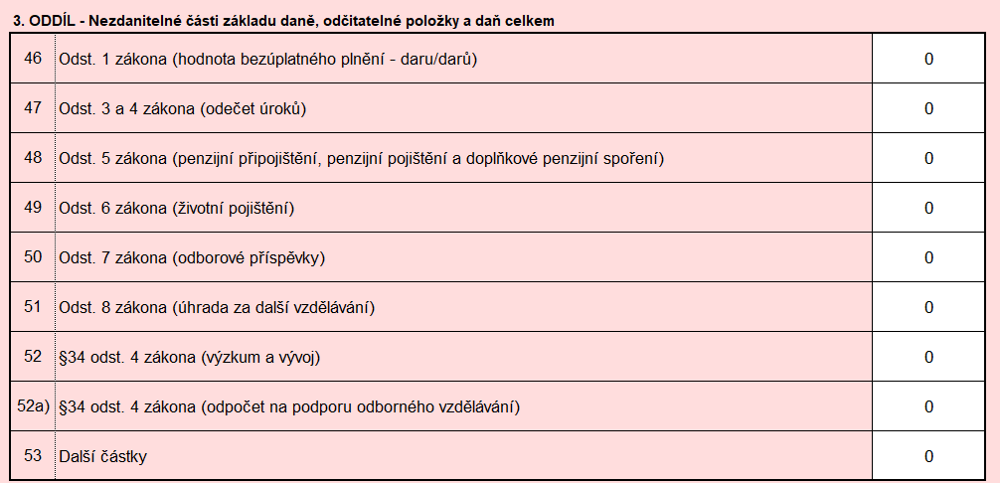 3. ODDÍL - Nezdanitelné části základu daně, odčitatelné položky a daň celkem
46 Odst. 1 zákona (hodnota bezúplatného plnění - daru/darů) 0
47 Odst. 3 a 4 zákona (odečet úroků) 0
48 Odst. 5 zákona (penzijní připojištění, penzijní pojištění a doplňkové penzijní spoření) 0
49 Odst. 6 zákona (životní pojištění) 0
50 Odst. 7 zákona (odborové příspěvky) 0
51 Odst. 8 zákona (úhrada za další vzdělávání) 0
52 §34 odst. 4 zákona (výzkum a vývoj) 0
52a) §34 odst. 4 zákona (odpočet na podporu odborného vzdělávání) 0
53 Další částky 0